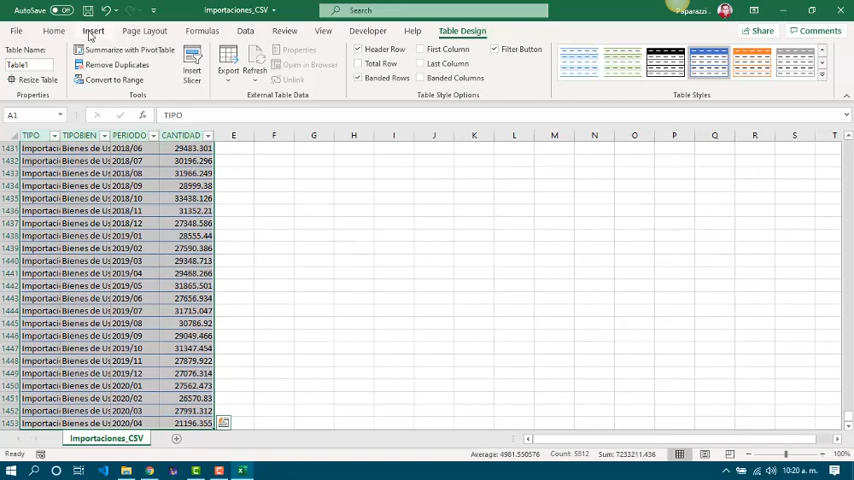 AutoSave Off Importaciones_CSV Search Paparazzi
File Home Insert Page Layout Formulas Data Review View Developer Help Table Design Share Comments
Table Name: Summarize with PivotTable Properties Header Row First Column Filter Button
Table1 Remove Duplicates Insert Slicer Export Refresh Open in Browser Total Row Last Column
Resize Table Convert to Range Unlink Banded Rows Banded Columns
Properties Tools External Table Data Table Style Options Table Styles
A1 fx TIPO
TIPO TIPOBIEN PERIODO CANTIDAD E F G H I J K L M N O P Q R S T
1431 Importaci Bienes de Us 2018/06 29483.301
1432 Importaci Bienes de Us 2018/07 30196.296
1433 Importaci Bienes de Us 2018/08 31966.249
1434 Importaci Bienes de Us 2018/09 28999.38
1435 Importaci Bienes de Us 2018/10 33438.126
1436 Importaci Bienes de Us 2018/11 31352.21
1437 Importaci Bienes de Us 2018/12 27348.586
1438 Importaci Bienes de Us 2019/01 28555.44
1439 Importaci Bienes de Us 2019/02 27590.386
1440 Importaci Bienes de Us 2019/03 29348.713
1441 Importaci Bienes de Us 2019/04 29468.266
1442 Importaci Bienes de Us 2019/05 31865.501
1443 Importaci Bienes de Us 2019/06 27656.934
1444 Importaci Bienes de Us 2019/07 31715.047
1445 Importaci Bienes de Us 2019/08 30786.92
1446 Importaci Bienes de Us 2019/09 29049.466
1447 Importaci Bienes de Us 2019/10 31347.454
1448 Importaci Bienes de Us 2019/11 27879.922
1449 Importaci Bienes de Us 2019/12 27076.314
1450 Importaci Bienes de Us 2020/01 27562.473
1451 Importaci Bienes de Us 2020/02 26570.83
1452 Importaci Bienes de Us 2020/03 27991.312
1453 Importaci Bienes de Us 2020/04 21196.355
Importaciones_CSV
Ready Average: 4981.550576 Count: 5812 Sum: 7233211.436 100%
10:20 a. m.